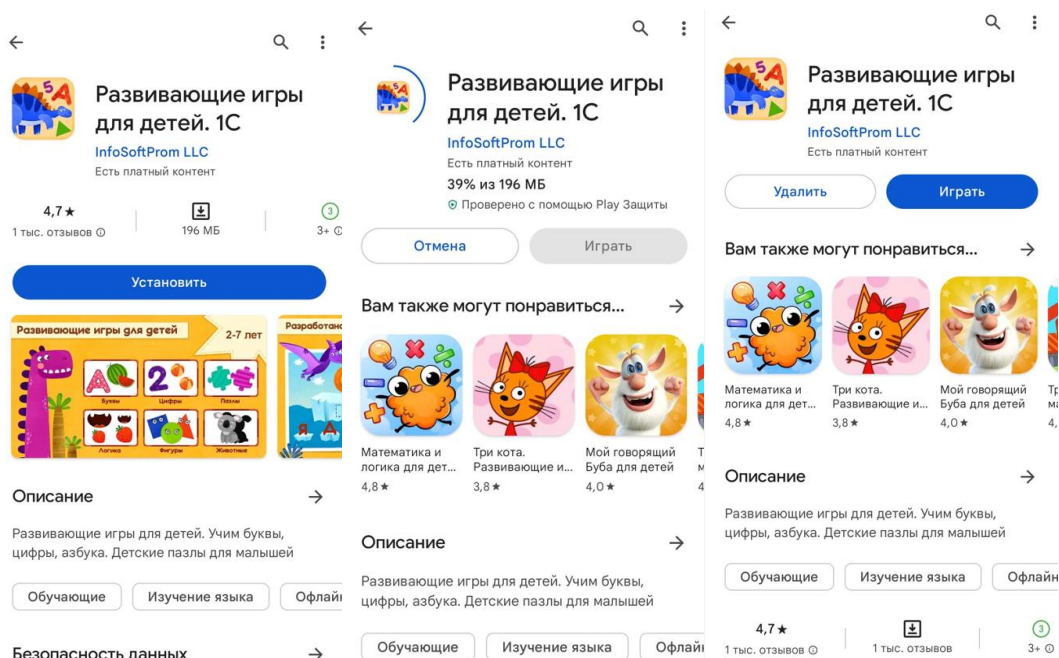 Развивающие игры
для детей. 1С
InfoSoftProm LLC
Есть платный контент
4,7★
1 тыс. отзывов
196 МБ
3
3+
Установить
Развивающие игры для детей
2-7 лет
Буквы
Цифры
Пазлы
Логика
Фигуры
Животные
Описание
Развивающие игры для детей. Учим буквы,
цифры, азбука. Детские пазлы для малышей
Обучающие
Изучение языка
Офлай
Безопасность данных
Развивающие игры
для детей. 1С
InfoSoftProm LLC
Есть платный контент
39% из 196 МБ
Проверено с помощью Play Защиты
Отмена
Играть
Вам также могут понравиться...
Математика и
логика для дет...
4,8★
Три кота.
Развивающие и...
3,8★
Мой говорящий
Буба для детей
4,0★
Описание
Развивающие игры для детей. Учим буквы,
цифры, азбука. Детские пазлы для малышей
Обучающие
Изучение языка
Офлай
Развивающие игры
для детей. 1С
InfoSoftProm LLC
Есть платный контент
Удалить
Играть
Вам также могут понравиться...
Математика и
логика для дет...
4,8★
Три кота.
Развивающие и...
3,8★
Мой говорящий
Буба для детей
4,0★
Описание
Развивающие игры для детей. Учим буквы,
цифры, азбука. Детские пазлы для малышей
Обучающие
Изучение языка
Офлайн
4,7★
1 тыс. отзывов
1 тыс. отзывов
3
3+